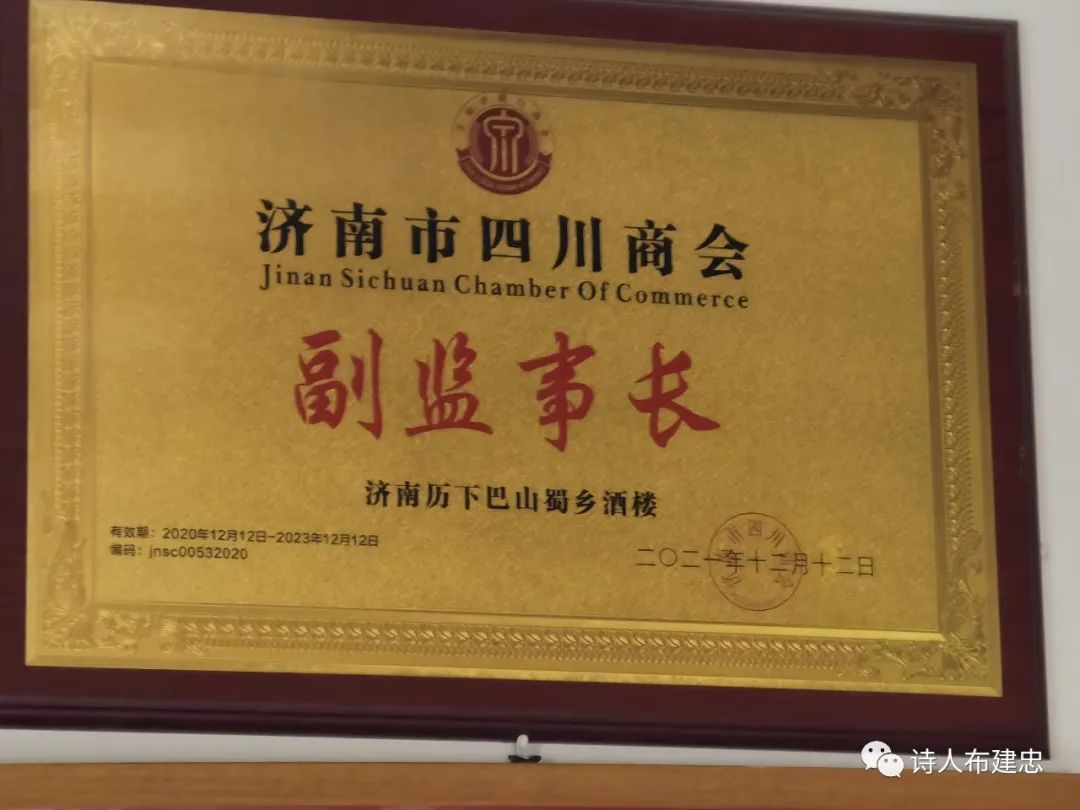 济南市四川商会
Jinan Sichuan Chamber Of Commerce
副监事长
济南历下巴山蜀乡酒楼
有效期：2020年12月12日-2023年12月12日
编码：jnsc00532020
二〇二一年十二月十二日
诗人布建忠